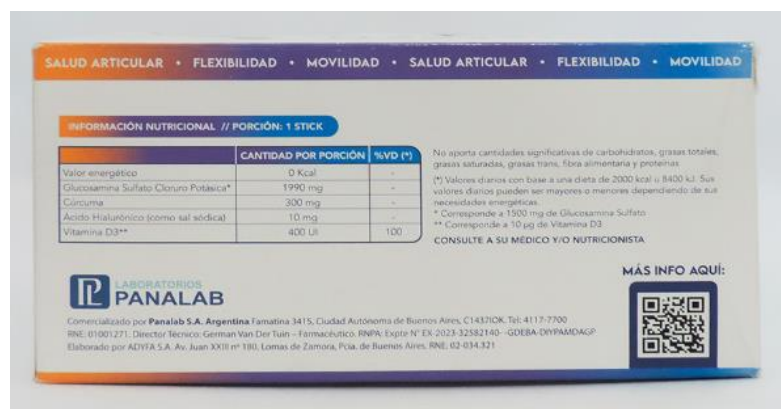 SALUD ARTICULAR • FLEXIBILIDAD • MOVILIDAD • SALUD ARTICULAR • FLEXIBILIDAD • MOVILIDAD
INFORMACIÓN NUTRICIONAL // PORCIÓN: 1 STICK
CANTIDAD POR PORCIÓN %VD (*)
Valor energético 0 Kcal -
Glucosamina Sulfato Cloruro Potásica* 1990 mg -
Cúrcuma 300 mg -
Ácido Hialurónico (como sal sódica) 10 mg -
Vitamina D3** 400 UI 100
No aporta cantidades significativas de carbohidratos, grasas totales,
grasas saturadas, grasas trans, fibra alimentaria y proteínas
(*) Valores diarios con base a una dieta de 2000 kcal u 8400 kJ. Sus
valores diarios pueden ser mayores o menores dependiendo de sus
necesidades energéticas.
* Corresponde a 1500 mg de Glucosamina Sulfato
** Corresponde a 10 µg de Vitamina D3
CONSULTE A SU MÉDICO Y/O NUTRICIONISTA
MÁS INFO AQUÍ:
LABORATORIOS
PANALAB
Comercializado por Panalab S.A. Argentina Famatina 3415, Ciudad Autónoma de Buenos Aires, C1437IOK. Tel: 4117-7700
RNE: 01001271. Director Técnico: German Van Der Tuin – Farmacéutico. RNPA: Expte N° EX-2023-32582140- -GDEBA-DIYPAMDAGP
Elaborado por ADYFA S.A. Av. Juan XXIII nº 180, Lomas de Zamora, Pcia. de Buenos Aires. RNE: 02-034.321